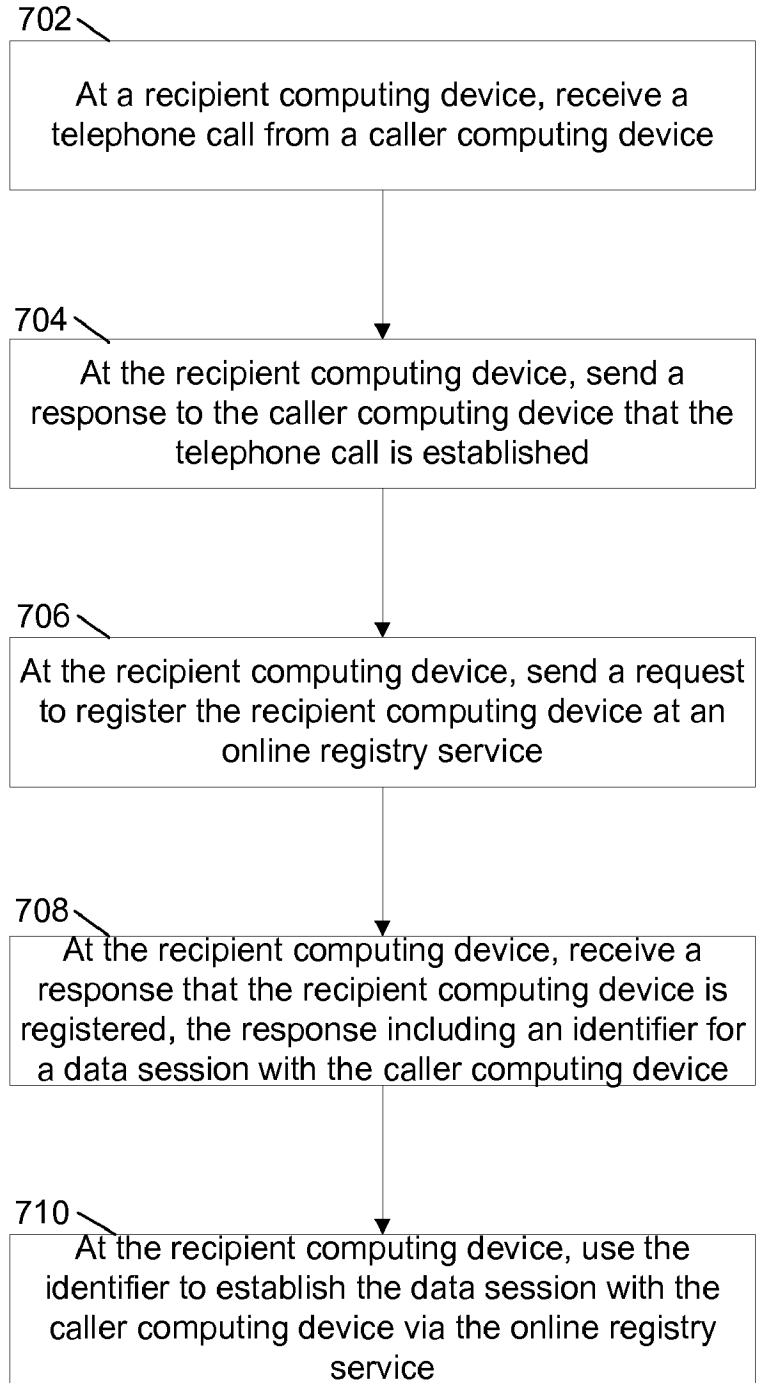 702
At a recipient computing device, receive a
telephone call from a caller computing device
704
At the recipient computing device, send a
response to the caller computing device that the
telephone call is established
706
At the recipient computing device, send a request
to register the recipient computing device at an
online registry service
708
At the recipient computing device, receive a
response that the recipient computing device is
registered, the response including an identifier for
a data session with the caller computing device
710
At the recipient computing device, use the
identifier to establish the data session with the
caller computing device via the online registry
service